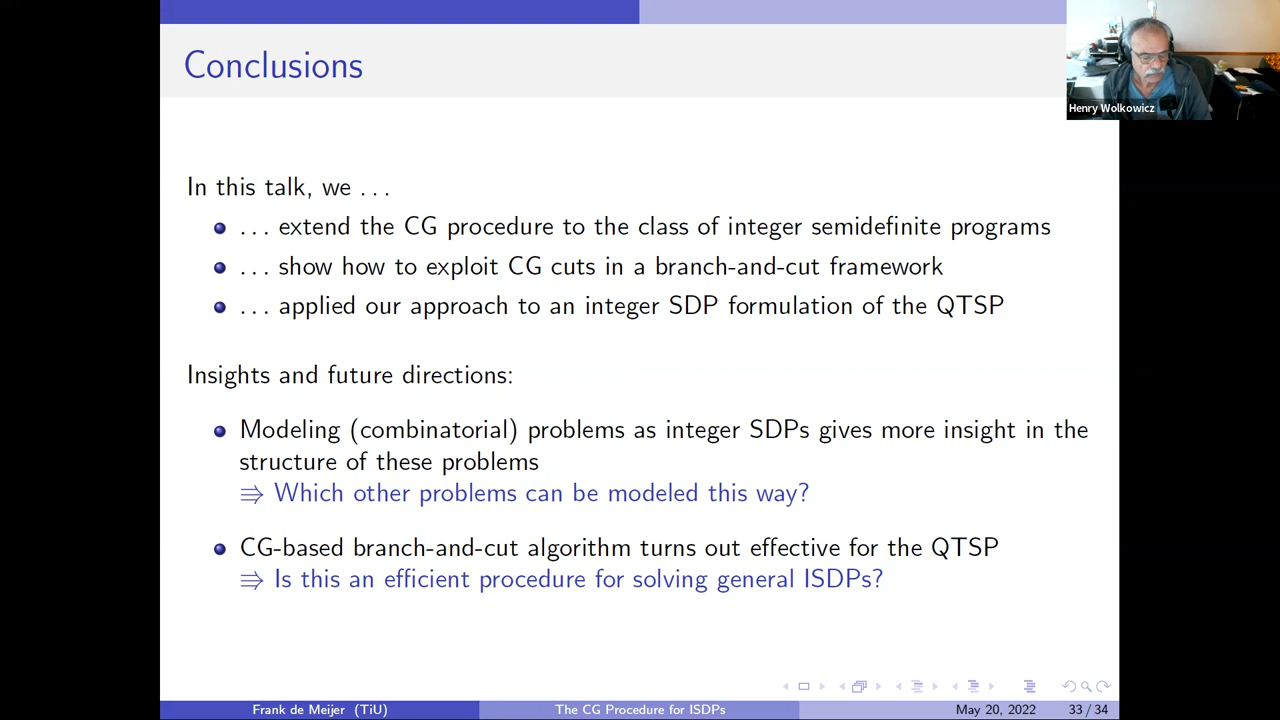 Conclusions
Henry Wolkowicz
In this talk, we . . .
. . . extend the CG procedure to the class of integer semidefinite programs
. . . show how to exploit CG cuts in a branch-and-cut framework
. . . applied our approach to an integer SDP formulation of the QTSP
Insights and future directions:
Modeling (combinatorial) problems as integer SDPs gives more insight in the
structure of these problems
⇛ Which other problems can be modeled this way?
CG-based branch-and-cut algorithm turns out effective for the QTSP
⇛ Is this an efficient procedure for solving general ISDPs?
Frank de Meijer (TiU) The CG Procedure for ISDPs May 20, 2022 33 / 34